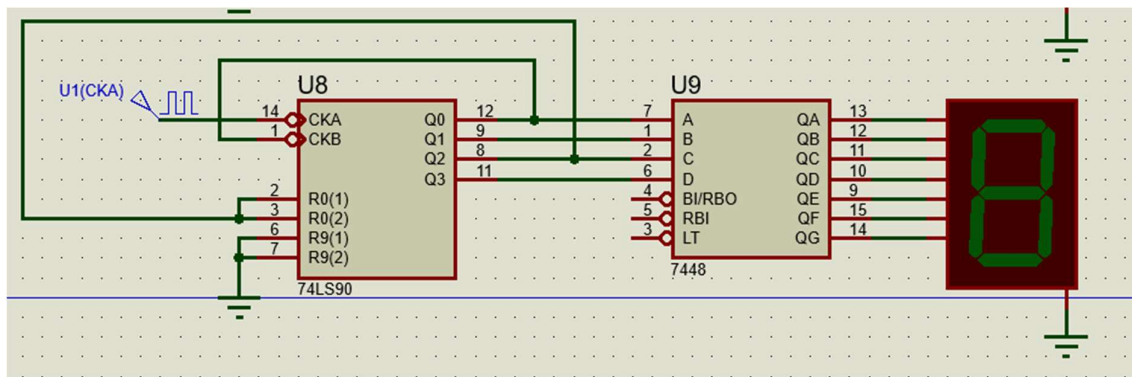 U8
U9
U1(CKA)
14 CKA Q0 12 7 A QA 13
1 CKB Q1 9 1 B QB 12
Q2 8 2 C QC 11
Q3 11 6 D QD 10
2 R0(1) 4 BI/RBO QE 9
3 R0(2) 5 RBI QF 15
6 R9(1) 3 LT QG 14
7 R9(2)
7448
74LS90